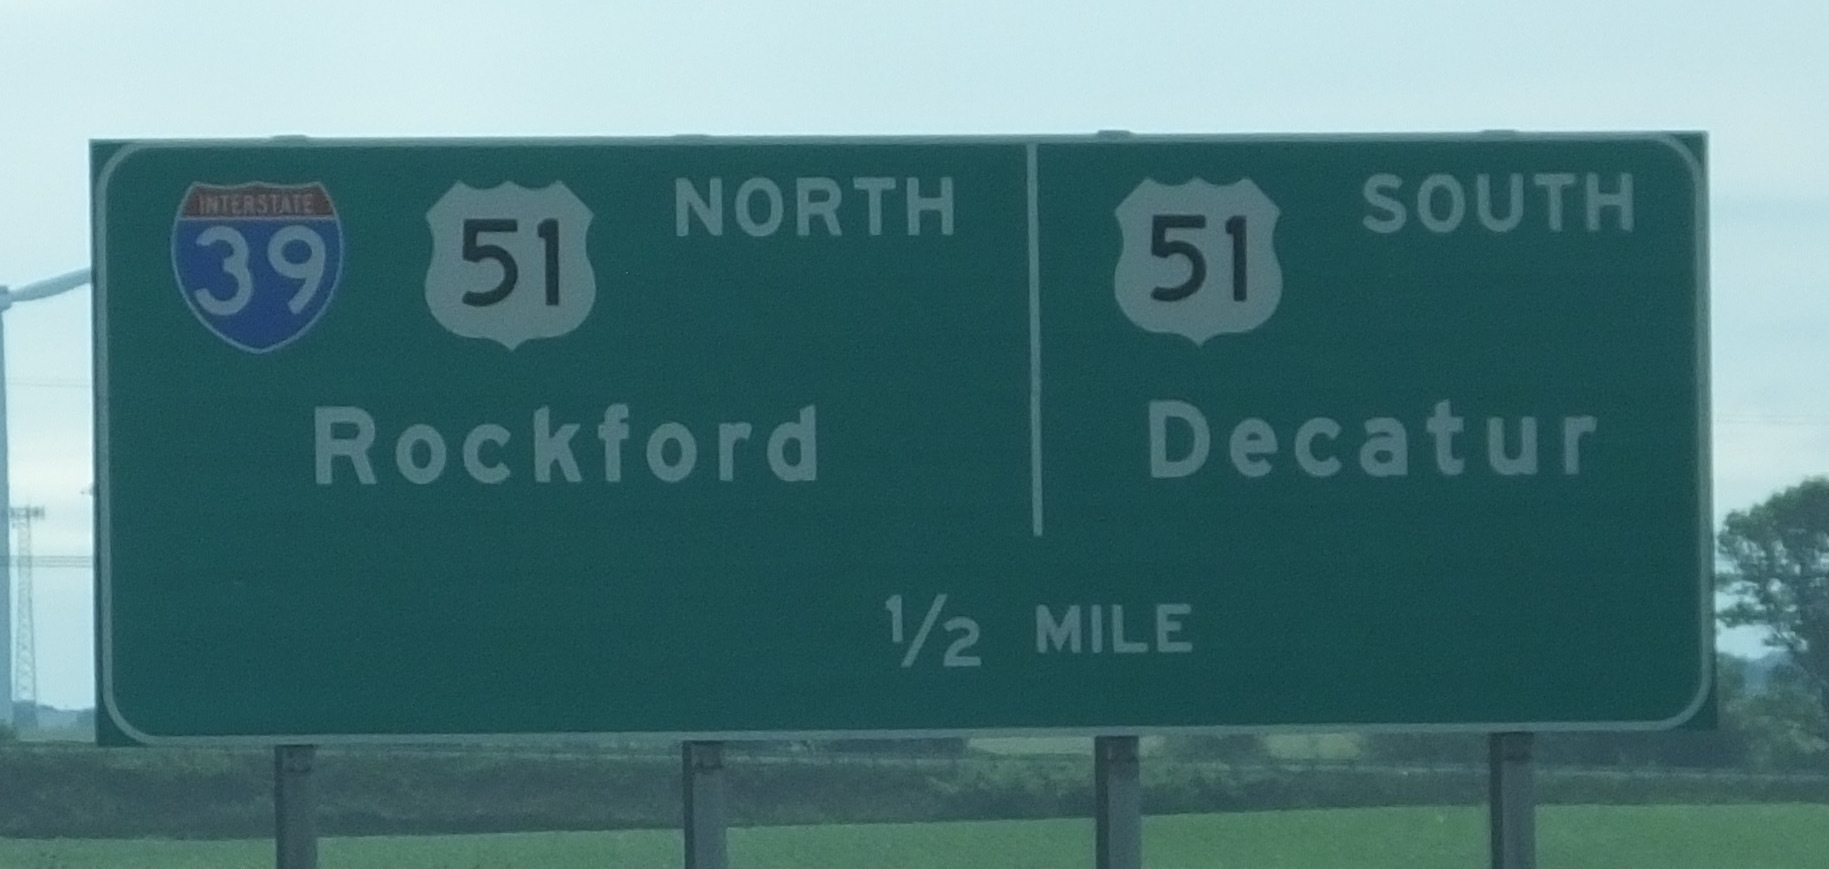 INTERSTATE
39
51
NORTH
Rockford
51
SOUTH
Decatur
1/2 MILE